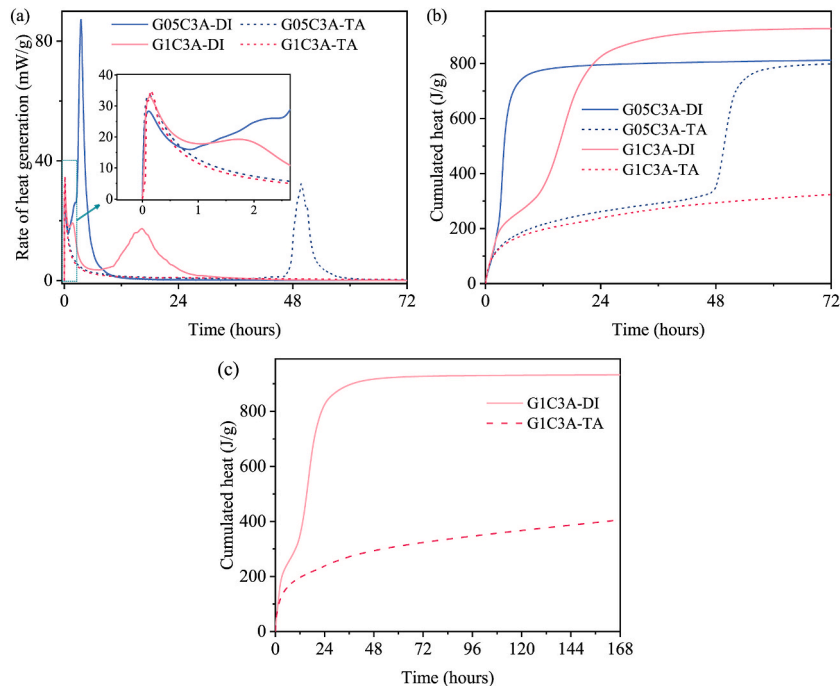 (a)
G05C3A-DI
G05C3A-TA
G1C3A-DI
G1C3A-TA
Rate of heat generation (mW/g)
80
40
0
40
30
20
10
0
0
1
2
0
24
48
72
Time (hours)
(b)
Cumulated heat (J/g)
800
600
400
200
0
G05C3A-DI
G05C3A-TA
G1C3A-DI
G1C3A-TA
0
24
48
72
Time (hours)
(c)
Cumulated heat (J/g)
800
600
400
200
0
G1C3A-DI
G1C3A-TA
0
24
48
72
96
120
144
168
Time (hours)